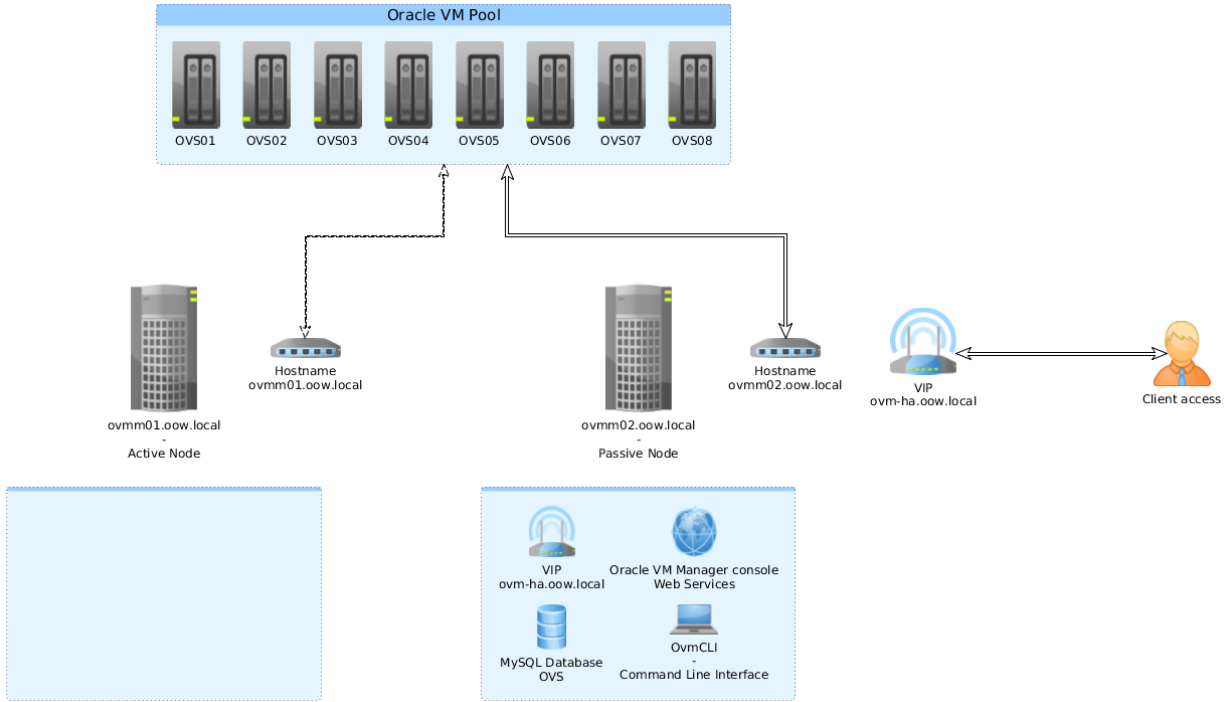 Oracle VM Pool
OVS01 OVS02 OVS03 OVS04 OVS05 OVS06 OVS07 OVS08
Hostname
ovmm01.oow.local
Hostname
ovmm02.oow.local
VIP
ovm-ha.oow.local
Client access
ovmm01.oow.local
-
Active Node
ovmm02.oow.local
-
Passive Node
VIP
ovm-ha.oow.local
Oracle VM Manager console
Web Services
MySQL Database
OVS
OvmCLI
-
Command Line Interface